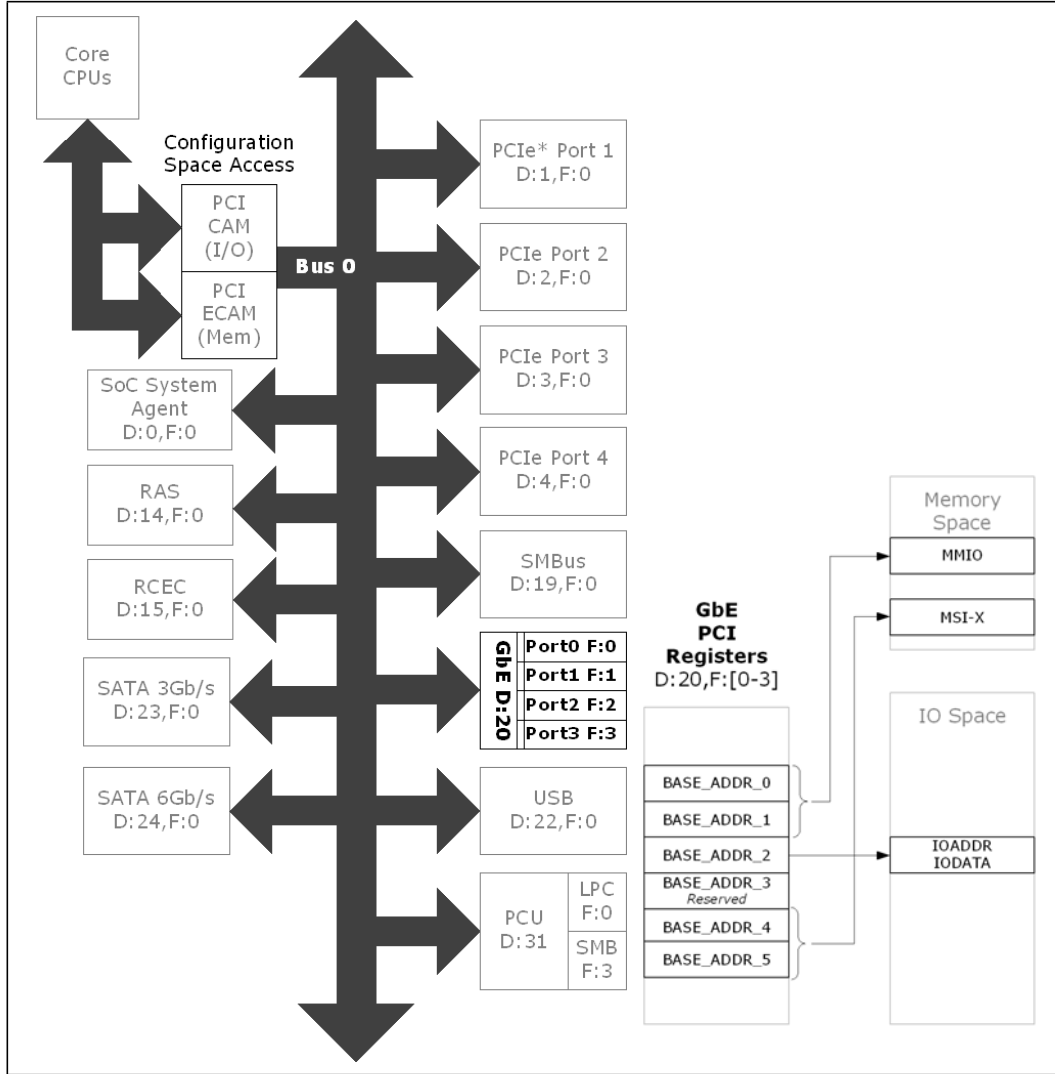 Core
CPUs
Configuration
Space Access
PCI
CAM
(I/O)
PCI
ECAM
(Mem)
Bus 0
SoC System
Agent
D:0,F:0
RAS
D:14,F:0
RCEC
D:15,F:0
SATA 3Gb/s
D:23,F:0
SATA 6Gb/s
D:24,F:0
PCIe* Port 1
D:1,F:0
PCIe Port 2
D:2,F:0
PCIe Port 3
D:3,F:0
PCIe Port 4
D:4,F:0
SMBus
D:19,F:0
GbE D:20
Port0 F:0
Port1 F:1
Port2 F:2
Port3 F:3
USB
D:22,F:0
PCU
D:31
LPC
F:0
SMB
F:3
GbE
PCI
Registers
D:20,F:[0-3]
BASE_ADDR_0
BASE_ADDR_1
BASE_ADDR_2
BASE_ADDR_3
Reserved
BASE_ADDR_4
BASE_ADDR_5
Memory
Space
MMIO
MSI-X
IO Space
IOADDR
IODATA